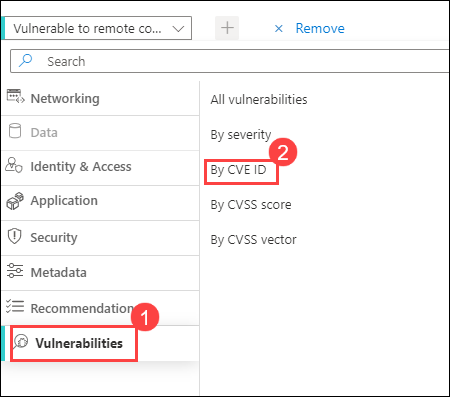 Vulnerable to remote co...
+
× Remove
Search
Networking
Data
Identity & Access
Application
Security
Metadata
Recommendation
Vulnerabilities
1
All vulnerabilities
By severity
2
By CVE ID
By CVSS score
By CVSS vector